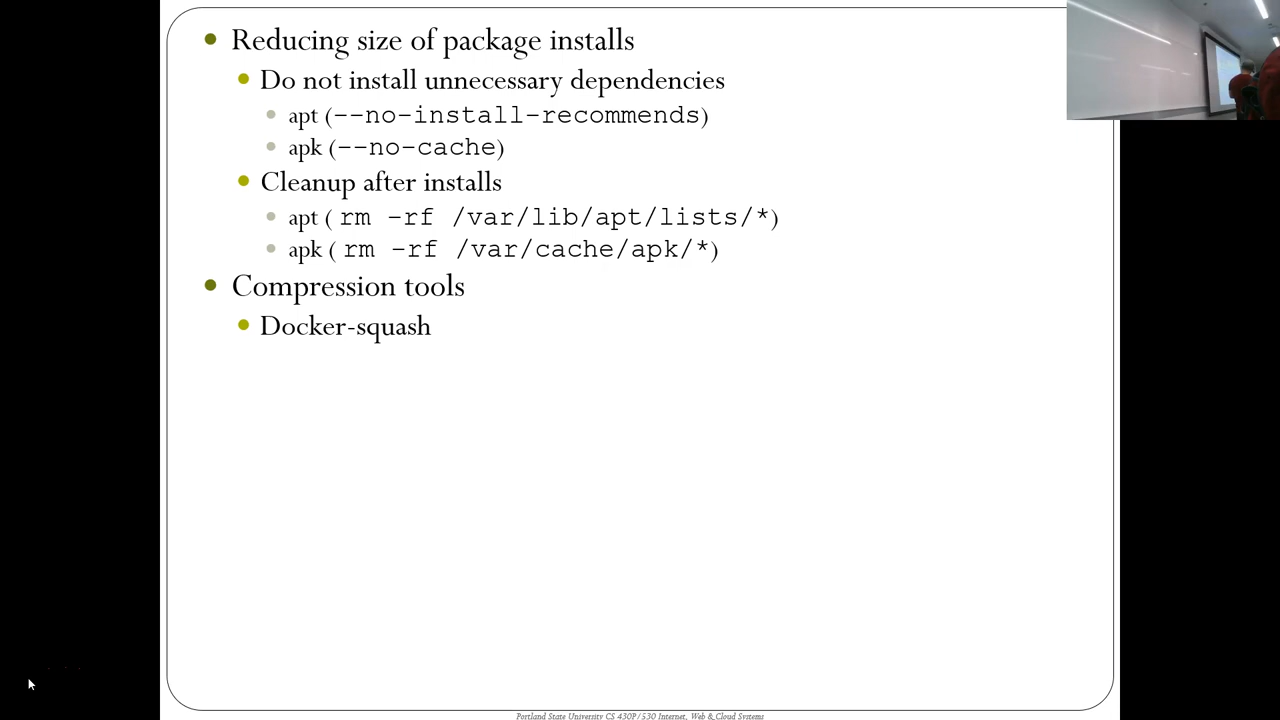 Reducing size of package installs
Do not install unnecessary dependencies
apt (--no-install-recommends)
apk (--no-cache)
Cleanup after installs
apt ( rm -rf /var/lib/apt/lists/*)
apk ( rm -rf /var/cache/apk/*)
Compression tools
Docker-squash
Portland State University CS 430P/530 Internet, Web & Cloud Systems